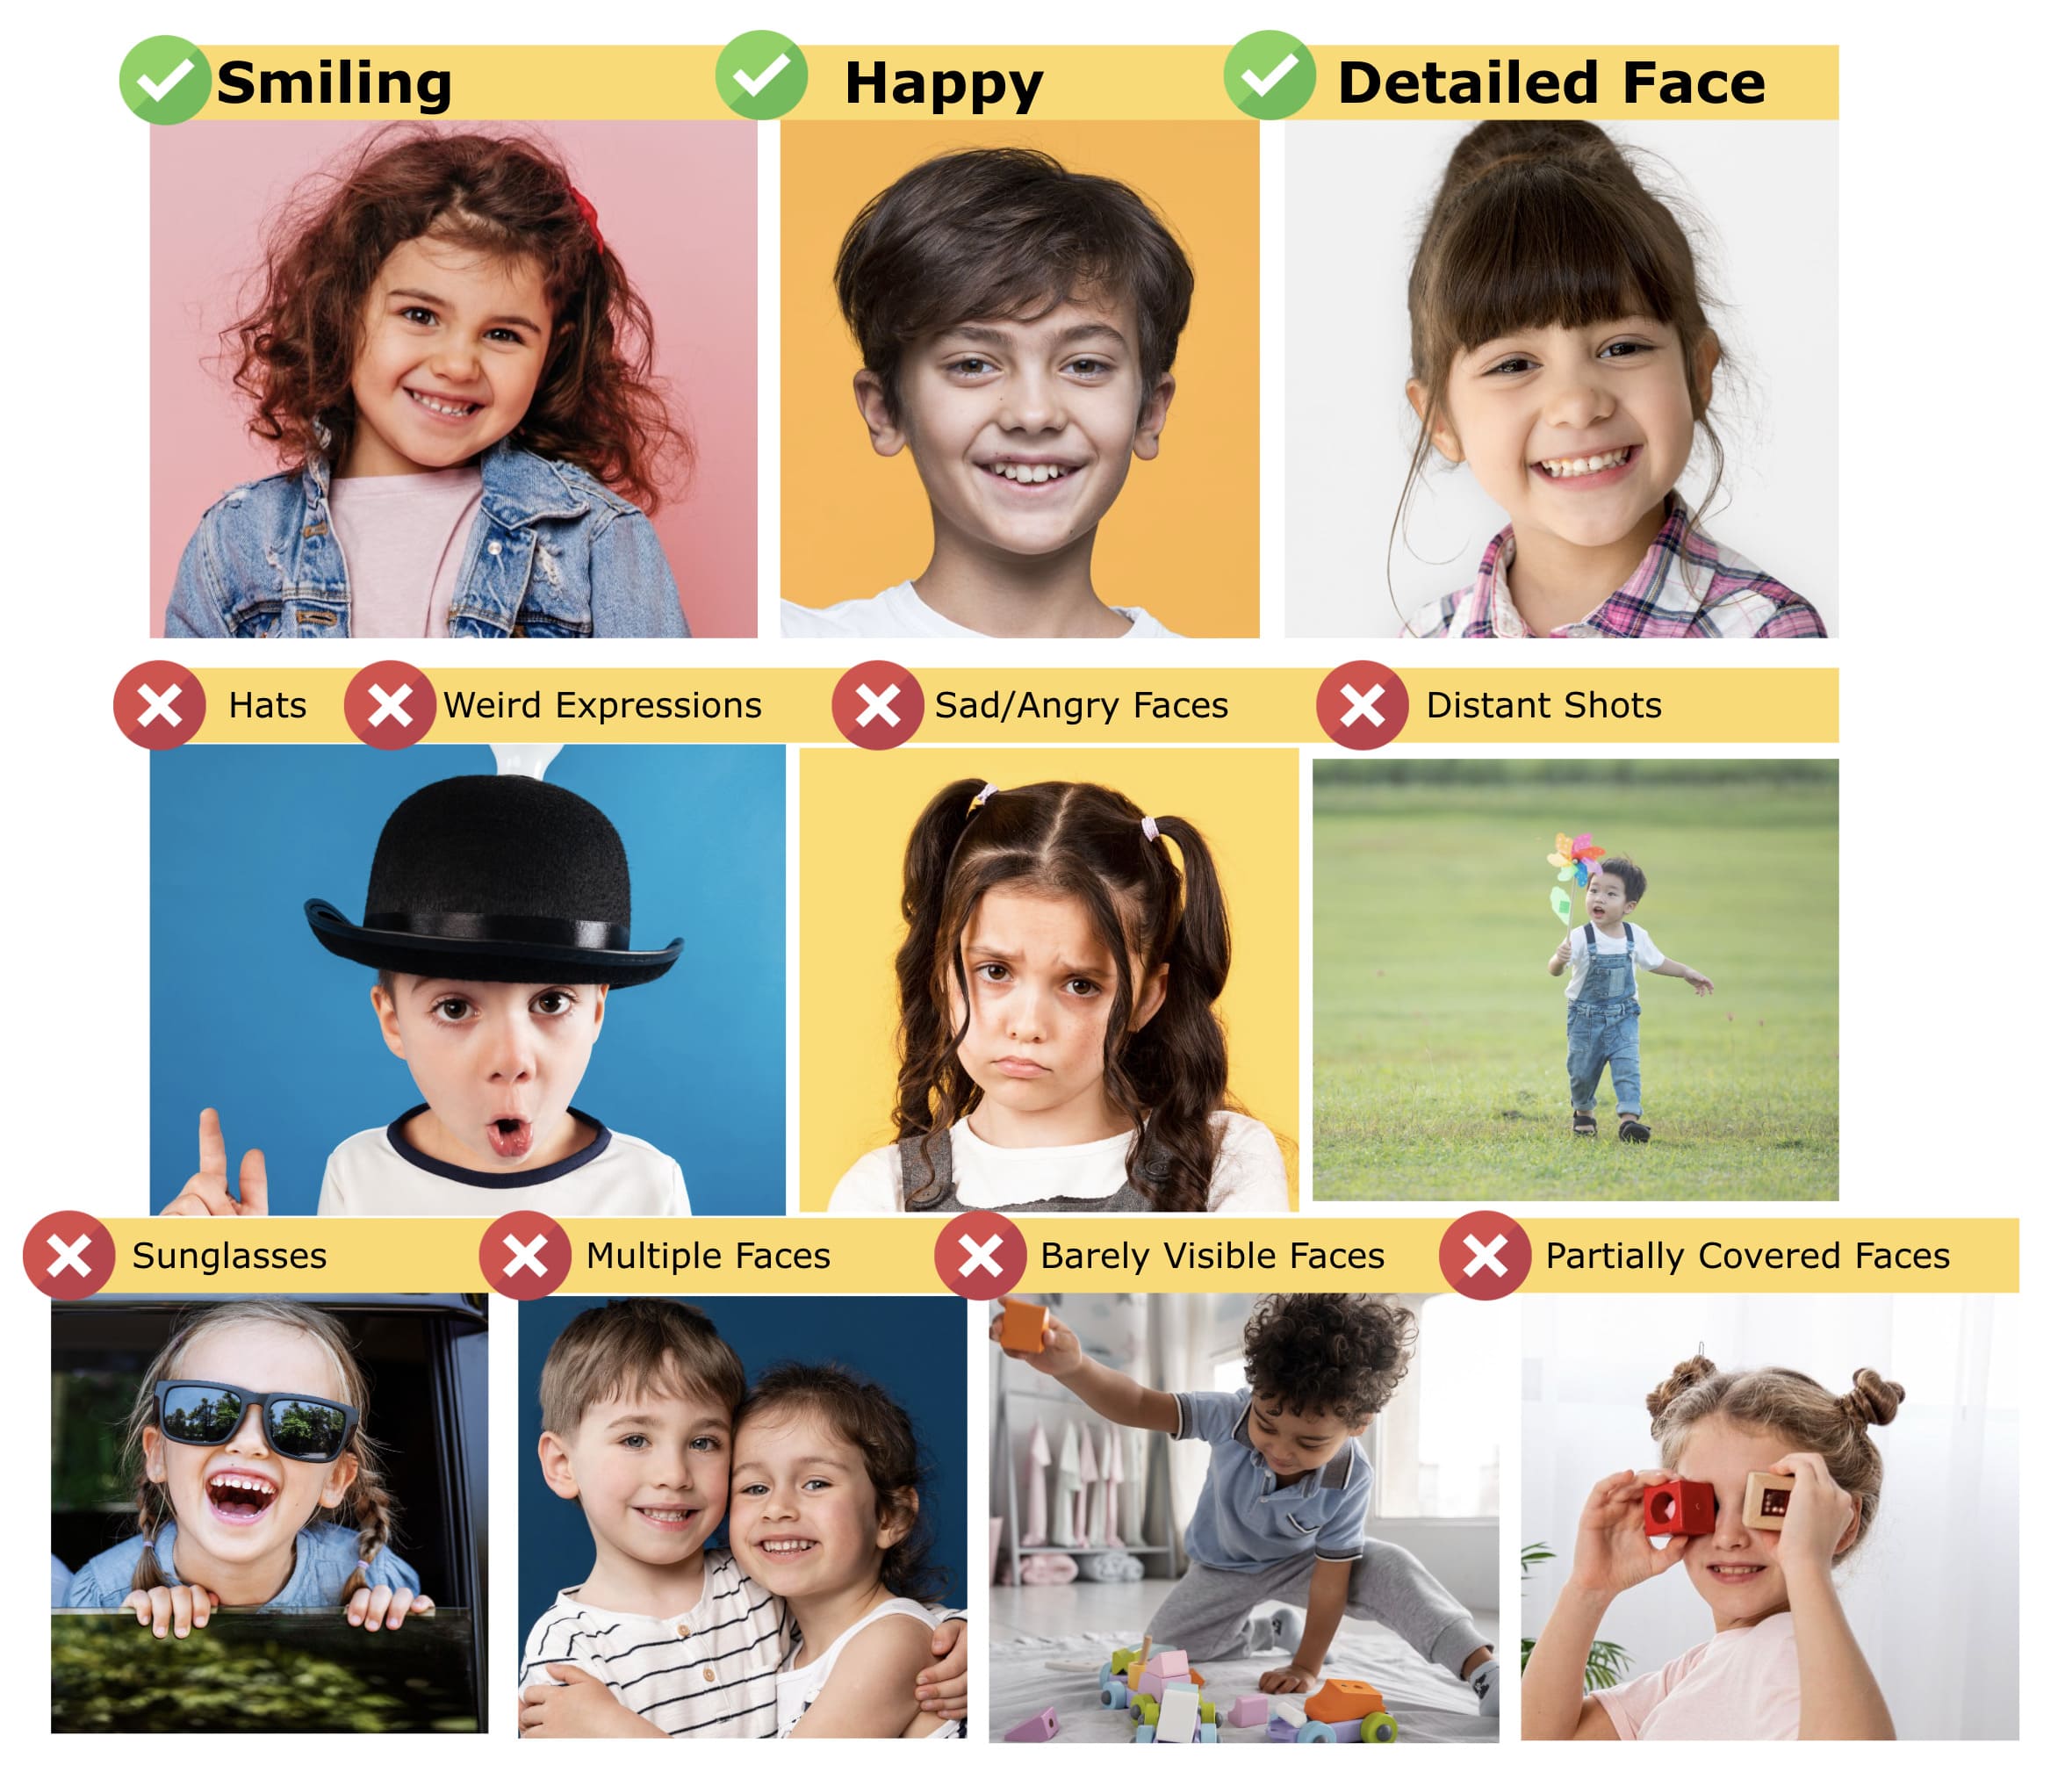 Smiling
Happy
Detailed Face
Hats
Weird Expressions
Sad/Angry Faces
Distant Shots
Sunglasses
Multiple Faces
Barely Visible Faces
Partially Covered Faces